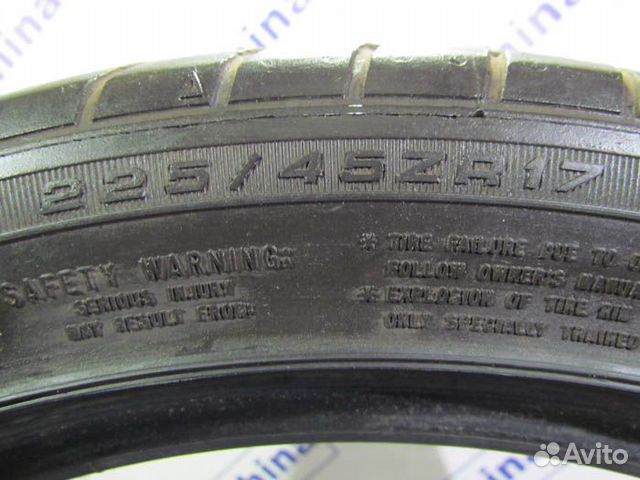 225/45ZR17
SAFETY WARNING:
SERIOUS INJURY
MAY RESULT FROM:
* TIRE FAILURE DUE TO
FOLLOW OWNER'S MANUA
* EXPLOSION OF TIRE RIM
ONLY SPECIALLY TRAINED
Avito